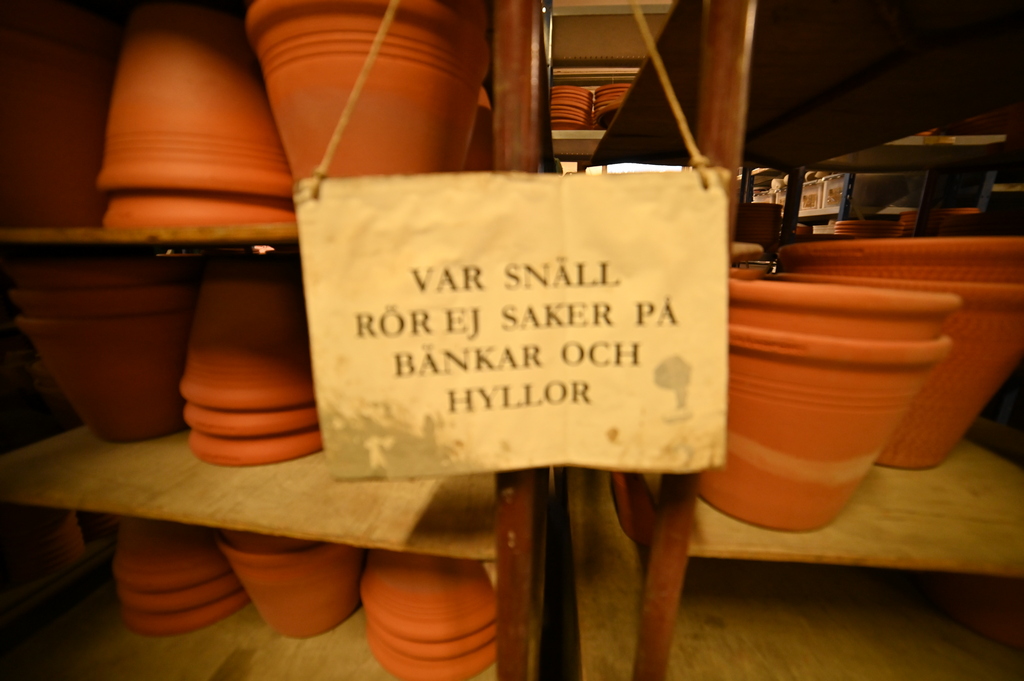 VAR SNÄLL
RÖR EJ SAKER PÅ
BÄNKAR OCH
HYLLOR